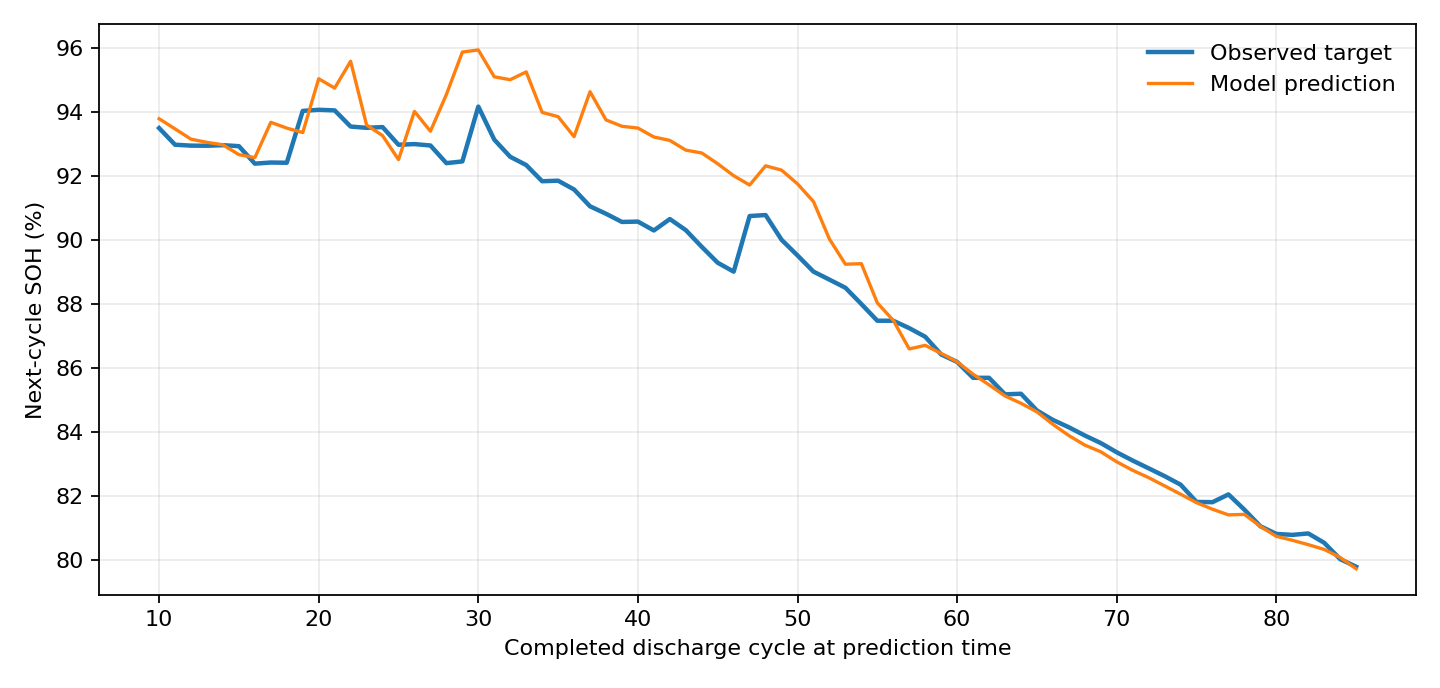 96
94
92
90
88
86
84
82
80
Next-cycle SOH (%)
Observed target
Model prediction
10 20 30 40 50 60 70 80
Completed discharge cycle at prediction time